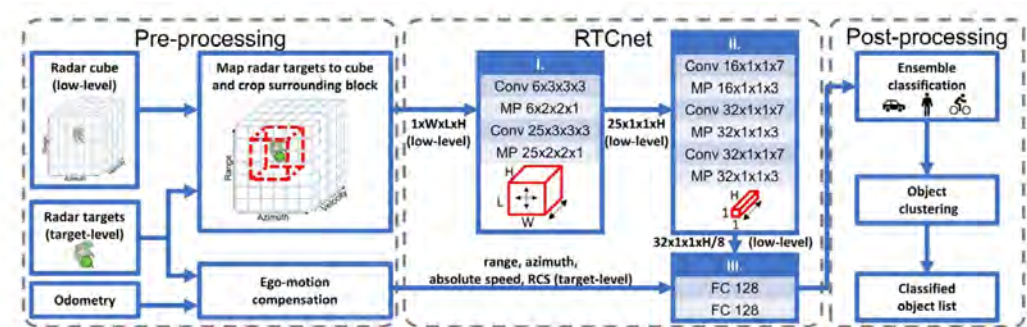 Pre-processing
Radar cube
(low-level)
Azimuth
Map radar targets to cube
and crop surrounding block
Range
Azimuth
Velocity
Radar targets
(target-level)
Odometry
Ego-motion
compensation
RTCnet
1xWxLxH
(low-level)
i.
Conv 6x3x3x3
MP 6x2x2x1
Conv 25x3x3x3
MP 25x2x2x1
H
L
W
25x1x1xH
(low-level)
ii.
Conv 16x1x1x7
MP 16x1x1x3
Conv 32x1x1x7
MP 32x1x1x3
Conv 32x1x1x7
MP 32x1x1x3
H
1
1
32x1x1xH/8
(low-level)
range, azimuth,
absolute speed, RCS (target-level)
iii.
FC 128
FC 128
Post-processing
Ensemble
classification
Object
clustering
Classified
object list